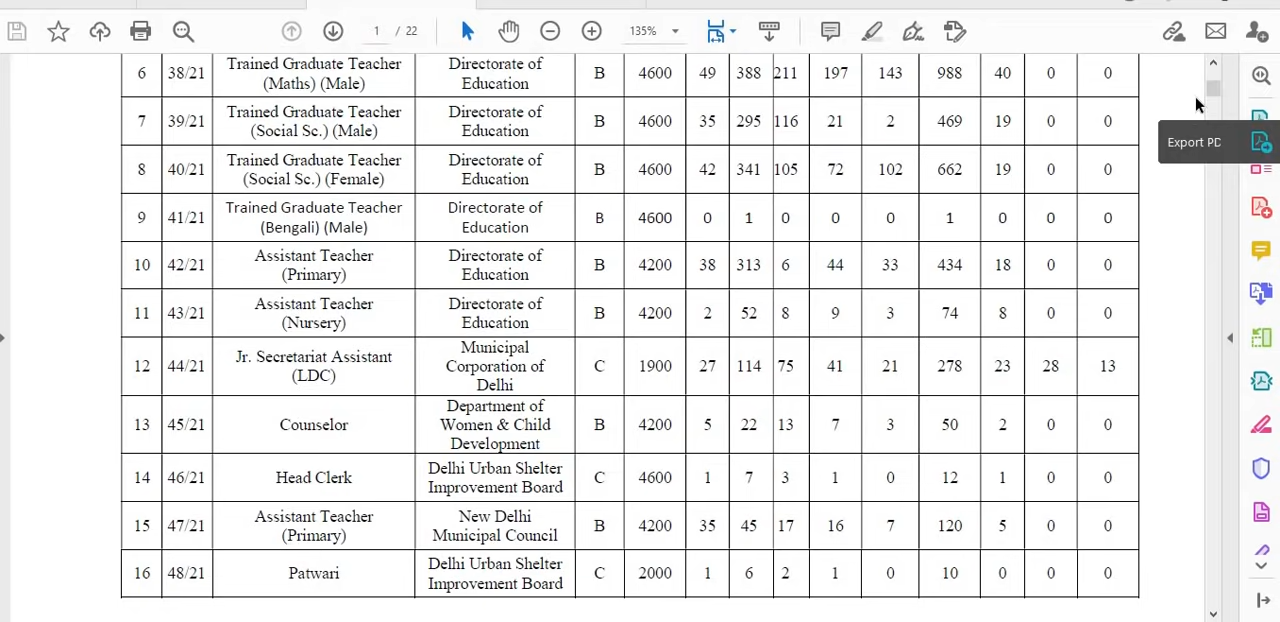 1 / 22
135%
6 38/21 Trained Graduate Teacher (Maths) (Male) Directorate of Education B 4600 49 388 211 197 143 988 40 0 0
7 39/21 Trained Graduate Teacher (Social Sc.) (Male) Directorate of Education B 4600 35 295 116 21 2 469 19 0 0
8 40/21 Trained Graduate Teacher (Social Sc.) (Female) Directorate of Education B 4600 42 341 105 72 102 662 19 0 0
9 41/21 Trained Graduate Teacher (Bengali) (Male) Directorate of Education B 4600 0 1 0 0 0 1 0 0 0
10 42/21 Assistant Teacher (Primary) Directorate of Education B 4200 38 313 6 44 33 434 18 0 0
11 43/21 Assistant Teacher (Nursery) Directorate of Education B 4200 2 52 8 9 3 74 8 0 0
12 44/21 Jr. Secretariat Assistant (LDC) Municipal Corporation of Delhi C 1900 27 114 75 41 21 278 23 28 13
13 45/21 Counselor Department of Women & Child Development B 4200 5 22 13 7 3 50 2 0 0
14 46/21 Head Clerk Delhi Urban Shelter Improvement Board C 4600 1 7 3 1 0 12 1 0 0
15 47/21 Assistant Teacher (Primary) New Delhi Municipal Council B 4200 35 45 17 16 7 120 5 0 0
16 48/21 Patwari Delhi Urban Shelter Improvement Board C 2000 1 6 2 1 0 10 0 0 0
Export PD